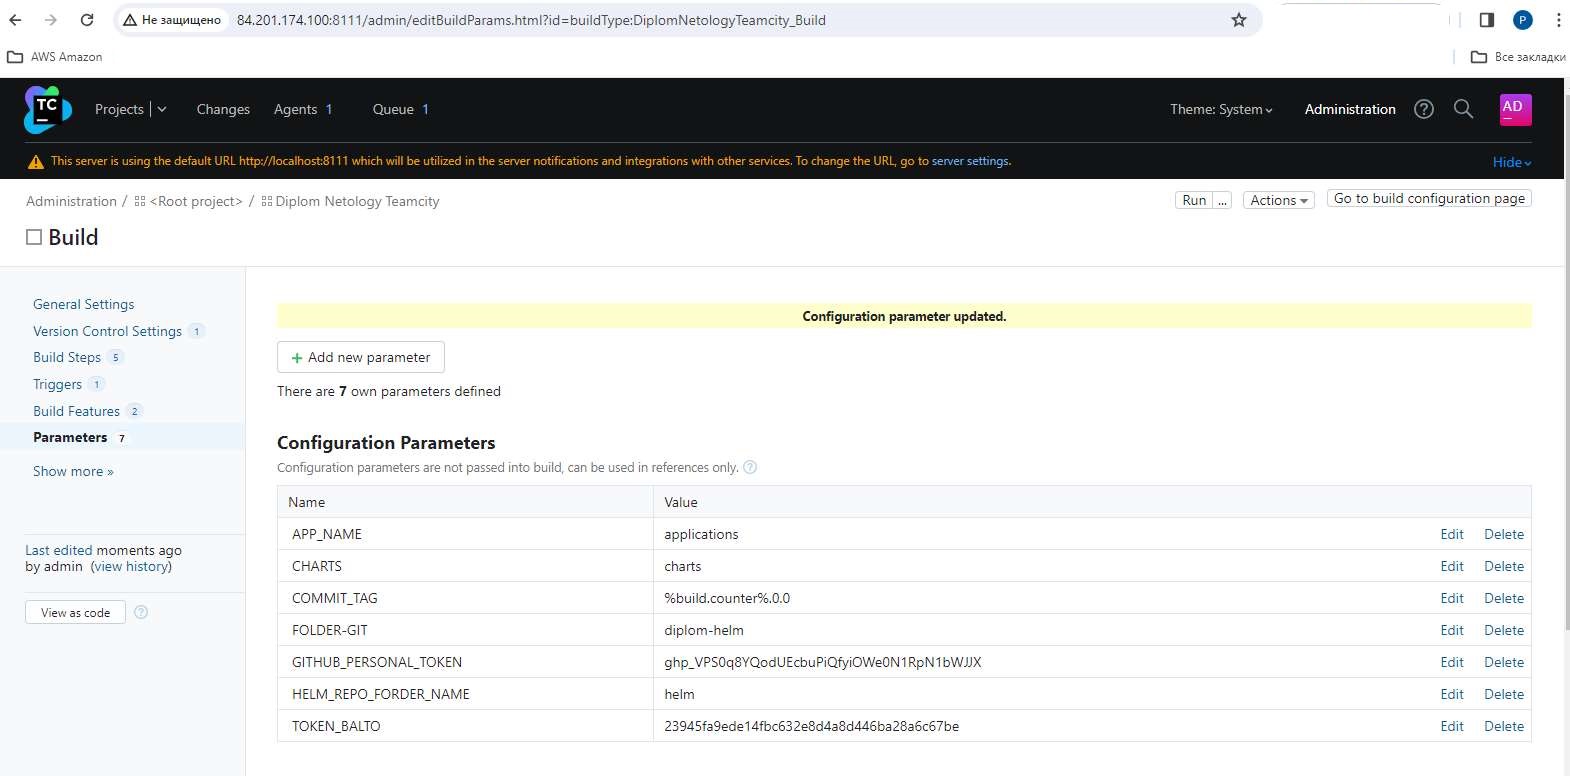 Не защищено 84.201.174.100:8111/admin/editBuildParams.html?id=buildType:DiplomNetologyTeamcity_Build P
AWS Amazon Все закладки
TC Projects Changes Agents 1 Queue 1 Theme: System Administration ? AD
This server is using the default URL http://localhost:8111 which will be utilized in the server notifications and integrations with other services. To change the URL, go to server settings. Hide
Administration / <Root project> / Diplom Netology Teamcity Run ... Actions Go to build configuration page
Build
General Settings
Version Control Settings 1
Build Steps 5
Triggers 1
Build Features 2
Parameters 7
Show more »
Last edited moments ago
by admin (view history)
View as code ?
Configuration parameter updated.
+ Add new parameter
There are 7 own parameters defined
Configuration Parameters
Configuration parameters are not passed into build, can be used in references only. ?
Name Value
APP_NAME applications Edit Delete
CHARTS charts Edit Delete
COMMIT_TAG %build.counter%.0.0 Edit Delete
FOLDER-GIT diplom-helm Edit Delete
GITHUB_PERSONAL_TOKEN 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 Edit Delete
HELM_REPO_FORDER_NAME helm Edit Delete
TOKEN_BALTO 23945fa9ede14fbc632e8d4a8d446ba28a6c67be Edit Delete